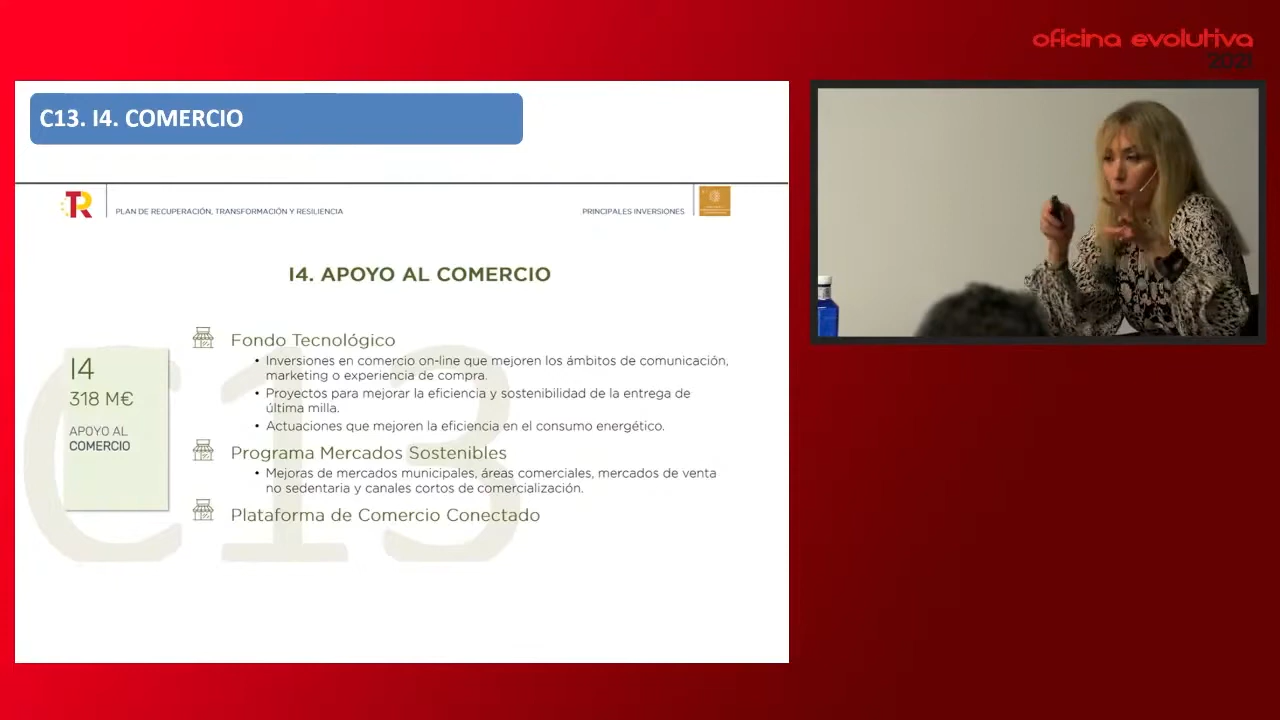 oficina evolutiva
2021
C13. I4. COMERCIO
PLAN DE RECUPERACIÓN, TRANSFORMACIÓN Y RESILIENCIA
PRINCIPALES INVERSIONES
I4. APOYO AL COMERCIO
I4
318 M€
APOYO AL
COMERCIO
C13
Fondo Tecnológico
• Inversiones en comercio on-line que mejoren los ámbitos de comunicación,
marketing o experiencia de compra.
• Proyectos para mejorar la eficiencia y sostenibilidad de la entrega de
última milla.
• Actuaciones que mejoren la eficiencia en el consumo energético.
Programa Mercados Sostenibles
• Mejoras de mercados municipales, áreas comerciales, mercados de venta
no sedentaria y canales cortos de comercialización.
Plataforma de Comercio Conectado